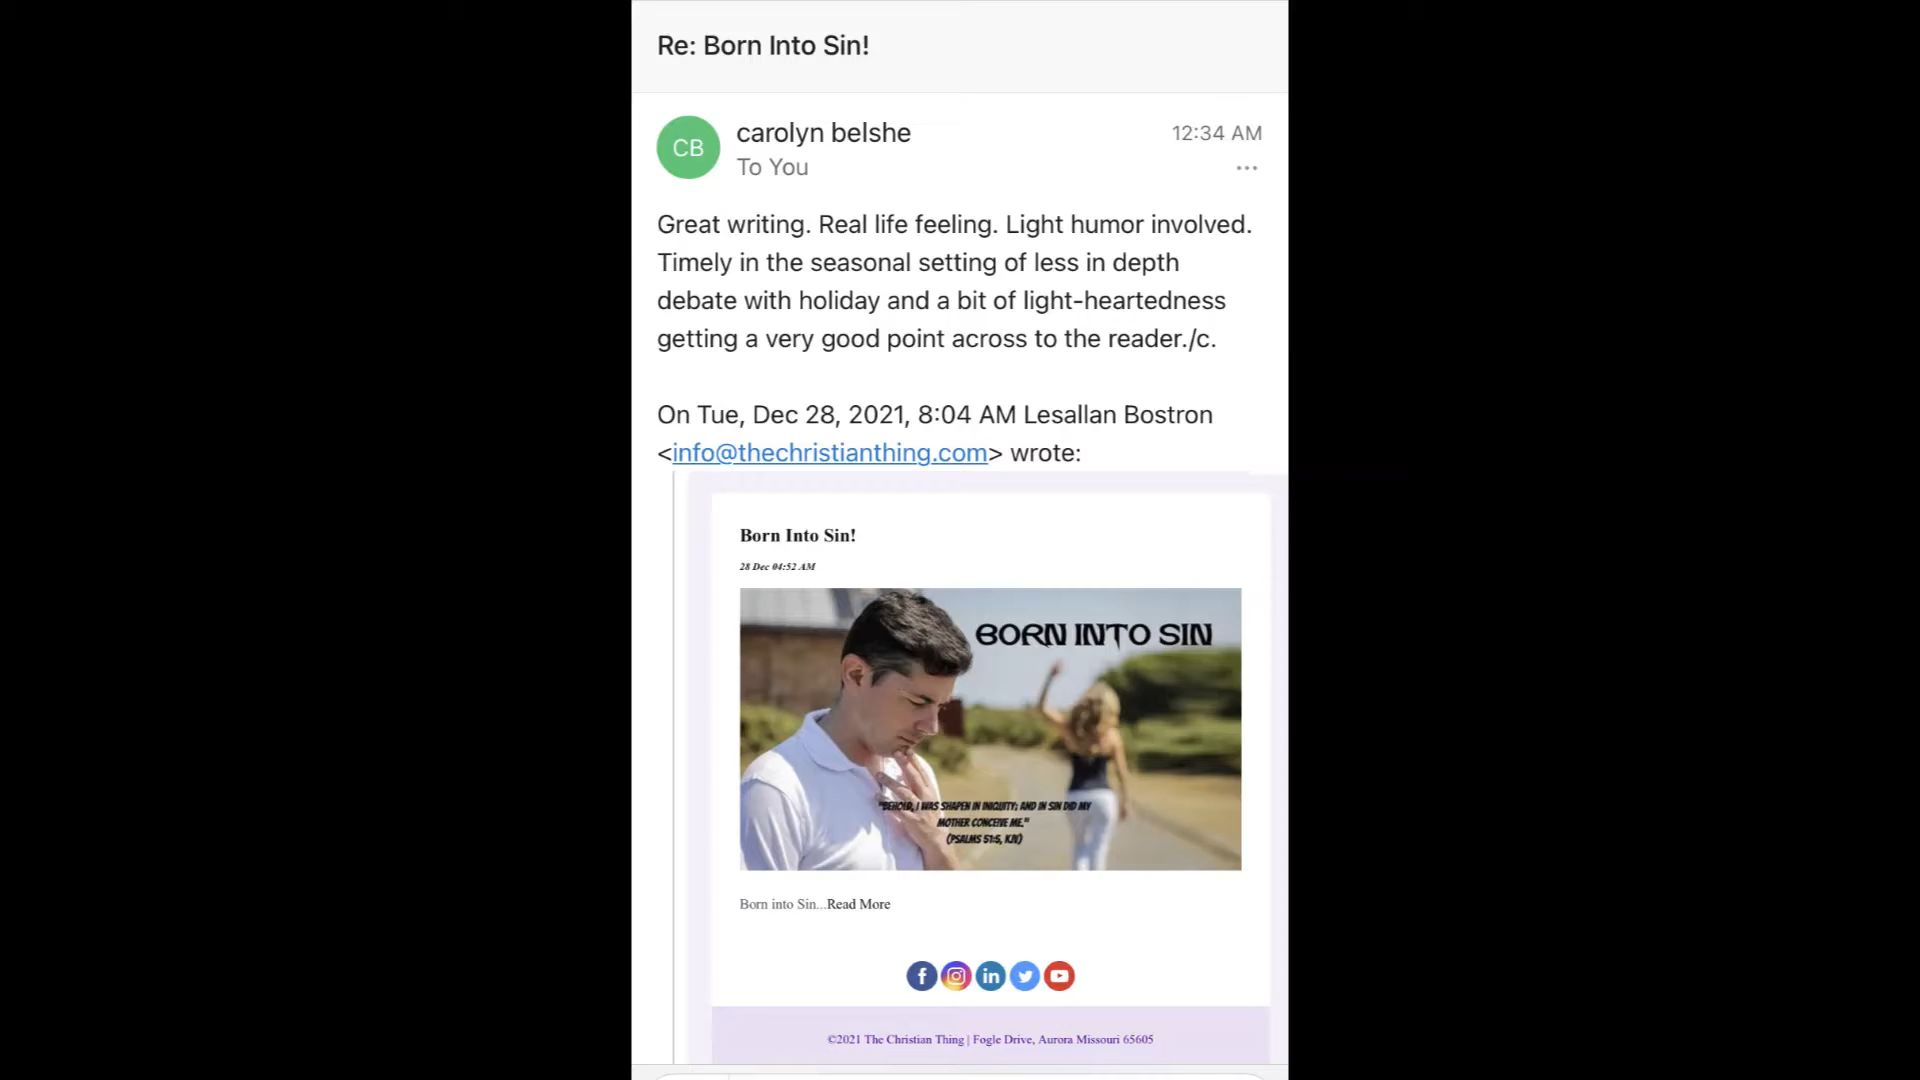 Re: Born Into Sin!
CB
carolyn belshe
12:34 AM
To You
Great writing. Real life feeling. Light humor involved.
Timely in the seasonal setting of less in depth
debate with holiday and a bit of light-heartedness
getting a very good point across to the reader./c.
On Tue, Dec 28, 2021, 8:04 AM Lesallan Bostron
<info@thechristianthing.com> wrote:
Born Into Sin!
28 Dec 04:52 AM
BORN INTO SIN
"BEHOLD, I WAS SHAPEN IN INIQUITY; AND IN SIN DID MY
MOTHER CONCEIVE ME."
(PSALMS 51:5, KJV)
Born into Sin...Read More
f
in
©2021 The Christian Thing | Fogle Drive, Aurora Missouri 65605